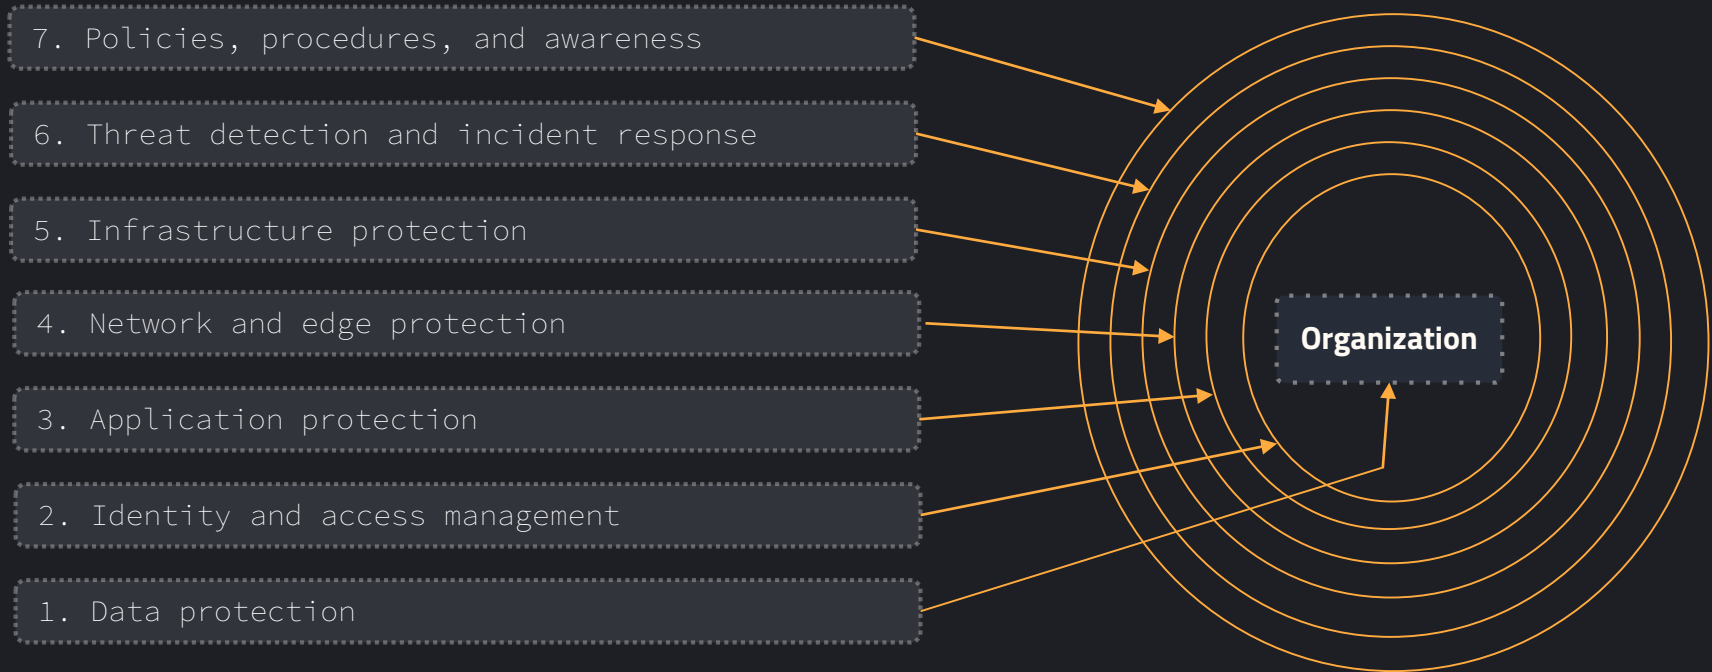 7. Policies, procedures, and awareness
6. Threat detection and incident response
5. Infrastructure protection
4. Network and edge protection
Organization
3. Application protection
2. Identity and access management
1. Data protection